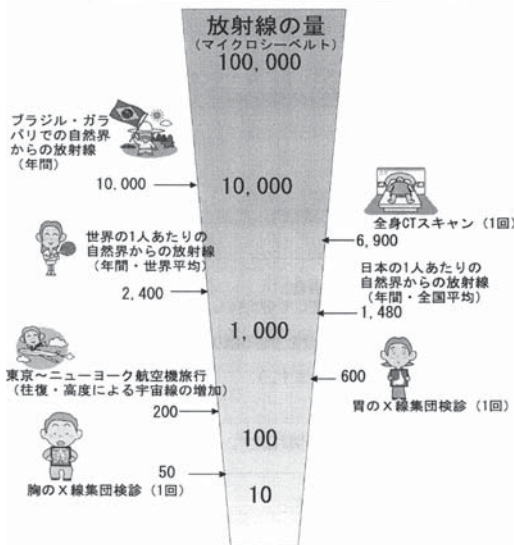 放射線の量
(マイクロシーベルト)
100,000
ブラジル・ガラ
パリでの自然界
からの放射線
(年間)
10,000
10,000
全身CTスキャン (1回)
6,900
世界の1人あたりの
自然界からの放射線
(年間・世界平均)
2,400
日本の1人あたりの
自然界からの放射線
(年間・全国平均)
1,480
1,000
東京~ニューヨーク航空機旅行
(往復・高度による宇宙線の増加)
200
600
胃のX線集団検診 (1回)
100
50
胸のX線集団検診 (1回)
10